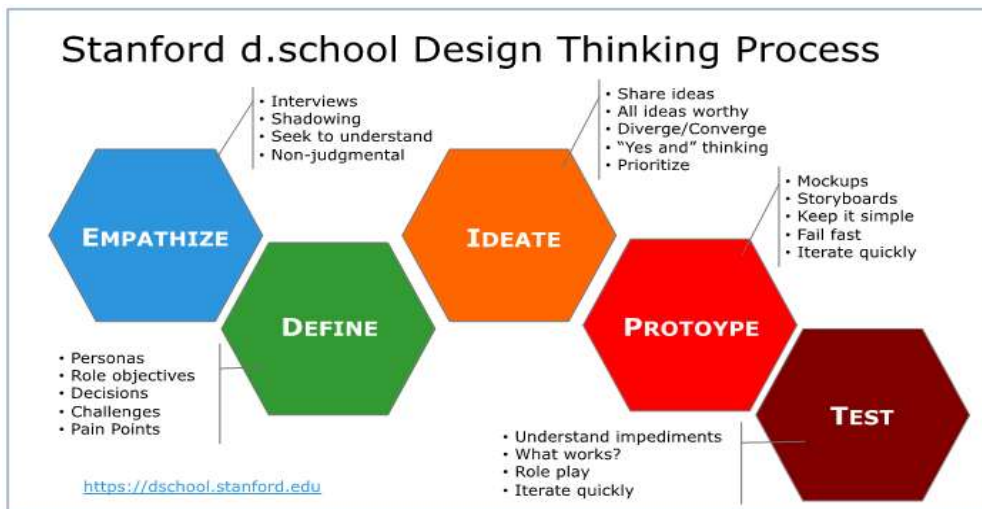 Stanford d.school Design Thinking Process
• Interviews
• Shadowing
• Seek to understand
• Non-judgmental
EMPATHIZE
DEFINE
• Personas
• Role objectives
• Decisions
• Challenges
• Pain Points
• Share ideas
• All ideas worthy
• Diverge/Converge
• “Yes and” thinking
• Prioritize
IDEATE
• Mockups
• Storyboards
• Keep it simple
• Fail fast
• Iterate quickly
PROTOYPE
TEST
• Understand impediments
• What works?
• Role play
• Iterate quickly
https://dschool.stanford.edu